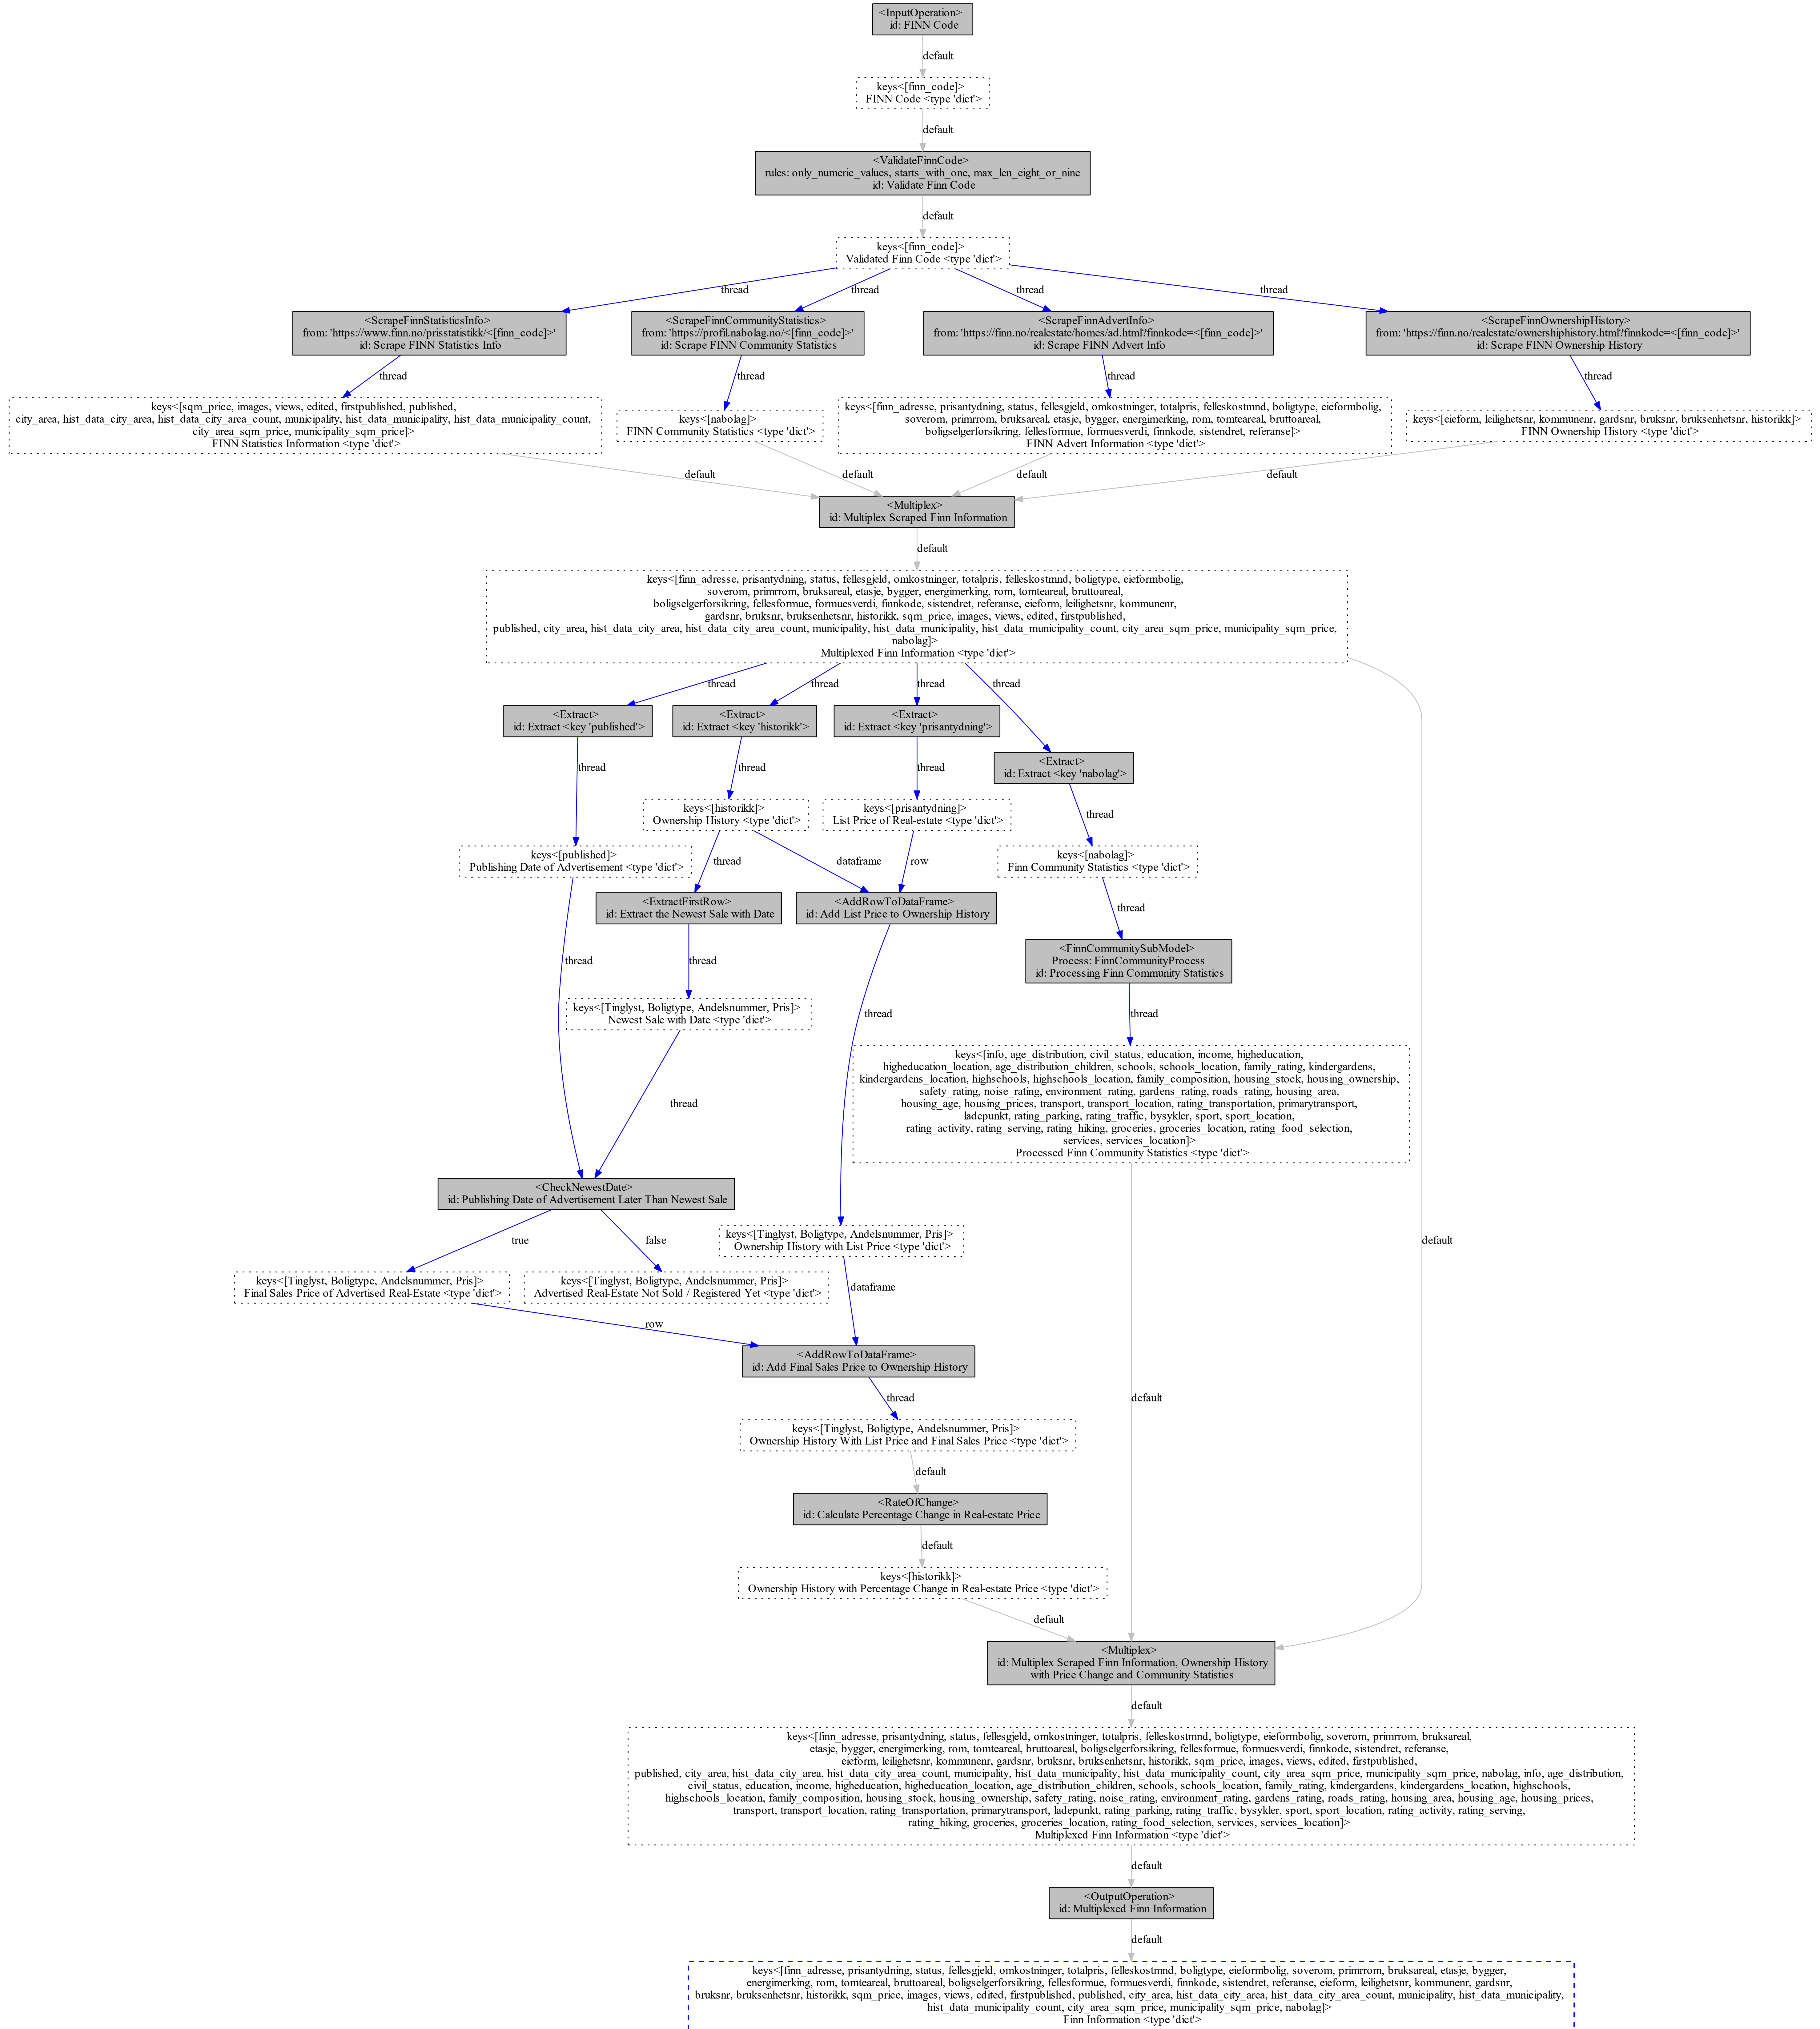 <InputOperation>
id: FINN Code
default
keys<[finn_code]>
FINN Code <type 'dict'>
default
<ValidateFinnCode>
rules: only_numeric_values, starts_with_one, max_len_eight_or_nine
id: Validate Finn Code
default
keys<[finn_code]>
Validated Finn Code <type 'dict'>
thread
thread
thread
thread
<ScrapeFinnStatisticsInfo>
from: 'https://www.finn.no/prisstatistikk/<[finn_code]>'
id: Scrape FINN Statistics Info
<ScrapeFinnCommunityStatistics>
from: 'https://profil.nabolag.no/<[finn_code]>'
id: Scrape FINN Community Statistics
<ScrapeFinnAdvertInfo>
from: 'https://finn.no/realestate/homes/ad.html?finnkode=<[finn_code]>'
id: Scrape FINN Advert Info
<ScrapeFinnOwnershipHistory>
from: 'https://finn.no/realestate/ownershiphistory.html?finnkode=<[finn_code]>'
id: Scrape FINN Ownership History
thread
thread
thread
thread
keys<[sqm_price, images, views, edited, firstpublished, published,
city_area, hist_data_city_area, hist_data_city_area_count, municipality, hist_data_municipality, hist_data_municipality_count,
city_area_sqm_price, municipality_sqm_price]>
FINN Statistics Information <type 'dict'>
keys<[nabolag]>
FINN Community Statistics <type 'dict'>
keys<[finn_adresse, prisantydning, status, fellesgjeld, omkostninger, totalpris, felleskostmnd, boligtype, eieformbolig,
soverom, primrrom, bruksareal, etasje, bygger, energimerking, rom, tomteareal, bruttoareal,
boligselgerforsikring, fellesformue, formuesverdi, finnkode, sistendret, referanse]>
FINN Advert Information <type 'dict'>
keys<[eieform, leilighetsnr, kommunenr, gardsnr, bruksnr, bruksenhetsnr, historikk]>
FINN Ownership History <type 'dict'>
default
default
default
default
<Multiplex>
id: Multiplex Scraped Finn Information
default
keys<[finn_adresse, prisantydning, status, fellesgjeld, omkostninger, totalpris, felleskostmnd, boligtype, eieformbolig,
soverom, primrrom, bruksareal, etasje, bygger, energimerking, rom, tomteareal, bruttoareal,
boligselgerforsikring, fellesformue, formuesverdi, finnkode, sistendret, referanse, eieform, leilighetsnr, kommunenr,
gardsnr, bruksnr, bruksenhetsnr, historikk, sqm_price, images, views, edited, firstpublished,
published, city_area, hist_data_city_area, hist_data_city_area_count, municipality, hist_data_municipality, hist_data_municipality_count, city_area_sqm_price, municipality_sqm_price,
nabolag]>
Multiplexed Finn Information <type 'dict'>
thread
thread
thread
thread
<Extract>
id: Extract <key 'published'>
<Extract>
id: Extract <key 'historikk'>
<Extract>
id: Extract <key 'prisantydning'>
<Extract>
id: Extract <key 'nabolag'>
thread
thread
thread
thread
keys<[historikk]>
Ownership History <type 'dict'>
keys<[prisantydning]>
List Price of Real-estate <type 'dict'>
keys<[published]>
Publishing Date of Advertisement <type 'dict'>
keys<[nabolag]>
Finn Community Statistics <type 'dict'>
thread
dataframe
row
thread
<ExtractFirstRow>
id: Extract the Newest Sale with Date
<AddRowToDataFrame>
id: Add List Price to Ownership History
<FinnCommunitySubModel>
Process: FinnCommunityProcess
id: Processing Finn Community Statistics
thread
thread
thread
thread
keys<[Tinglyst, Boligtype, Andelsnummer, Pris]>
Newest Sale with Date <type 'dict'>
keys<[info, age_distribution, civil_status, education, income, higheducation,
higheducation_location, age_distribution_children, schools, schools_location, family_rating, kindergardens,
kindergardens_location, highschools, highschools_location, family_composition, housing_stock, housing_ownership,
safety_rating, noise_rating, environment_rating, gardens_rating, roads_rating, housing_area,
housing_age, housing_prices, transport, transport_location, rating_transportation, primarytransport,
ladepunkt, rating_parking, rating_traffic, bysykler, sport, sport_location,
rating_activity, rating_serving, rating_hiking, groceries, groceries_location, rating_food_selection,
services, services_location]>
Processed Finn Community Statistics <type 'dict'>
thread
<CheckNewestDate>
id: Publishing Date of Advertisement Later Than Newest Sale
true
false
keys<[Tinglyst, Boligtype, Andelsnummer, Pris]>
Ownership History with List Price <type 'dict'>
default
keys<[Tinglyst, Boligtype, Andelsnummer, Pris]>
Final Sales Price of Advertised Real-Estate <type 'dict'>
keys<[Tinglyst, Boligtype, Andelsnummer, Pris]>
Advertised Real-Estate Not Sold / Registered Yet <type 'dict'>
dataframe
row
<AddRowToDataFrame>
id: Add Final Sales Price to Ownership History
thread
default
keys<[Tinglyst, Boligtype, Andelsnummer, Pris]>
Ownership History With List Price and Final Sales Price <type 'dict'>
default
<RateOfChange>
id: Calculate Percentage Change in Real-estate Price
default
keys<[historikk]>
Ownership History with Percentage Change in Real-estate Price <type 'dict'>
default
<Multiplex>
id: Multiplex Scraped Finn Information, Ownership History
with Price Change and Community Statistics
default
keys<[finn_adresse, prisantydning, status, fellesgjeld, omkostninger, totalpris, felleskostmnd, boligtype, eieformbolig, soverom, primrrom, bruksareal,
etasje, bygger, energimerking, rom, tomteareal, bruttoareal, boligselgerforsikring, fellesformue, formuesverdi, finnkode, sistendret, referanse,
eieform, leilighetsnr, kommunenr, gardsnr, bruksnr, bruksenhetsnr, historikk, sqm_price, images, views, edited, firstpublished,
published, city_area, hist_data_city_area, hist_data_city_area_count, municipality, hist_data_municipality, hist_data_municipality_count, city_area_sqm_price, municipality_sqm_price, nabolag, info, age_distribution,
civil_status, education, income, higheducation, higheducation_location, age_distribution_children, schools, schools_location, family_rating, kindergardens, kindergardens_location, highschools,
highschools_location, family_composition, housing_stock, housing_ownership, safety_rating, noise_rating, environment_rating, gardens_rating, roads_rating, housing_area, housing_age, housing_prices,
transport, transport_location, rating_transportation, primarytransport, ladepunkt, rating_parking, rating_traffic, bysykler, sport, sport_location, rating_activity, rating_serving,
rating_hiking, groceries, groceries_location, rating_food_selection, services, services_location]>
Multiplexed Finn Information <type 'dict'>
default
<OutputOperation>
id: Multiplexed Finn Information
default
keys<[finn_adresse, prisantydning, status, fellesgjeld, omkostninger, totalpris, felleskostmnd, boligtype, eieformbolig, soverom, primrrom, bruksareal, etasje, bygger,
energimerking, rom, tomteareal, bruttoareal, boligselgerforsikring, fellesformue, formuesverdi, finnkode, sistendret, referanse, eieform, leilighetsnr, kommunenr, gardsnr,
bruksnr, bruksenhetsnr, historikk, sqm_price, images, views, edited, firstpublished, published, city_area, hist_data_city_area, hist_data_city_area_count, municipality, hist_data_municipality,
hist_data_municipality_count, city_area_sqm_price, municipality_sqm_price, nabolag]>
Finn Information <type 'dict'>